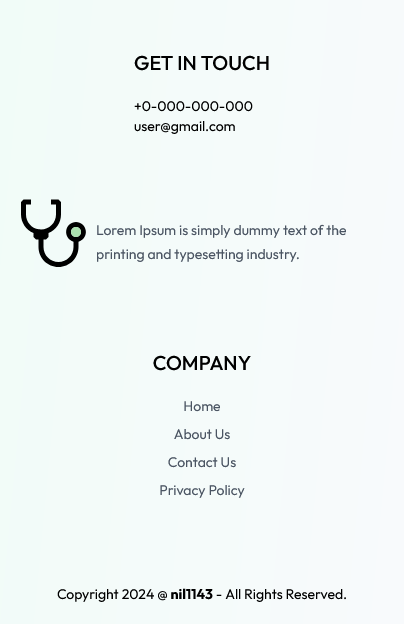 GET IN TOUCH
+0-000-000-000
user@gmail.com
Lorem Ipsum is simply dummy text of the
printing and typesetting industry.
COMPANY
Home
About Us
Contact Us
Privacy Policy
Copyright 2024 @ nil1143 - All Rights Reserved.